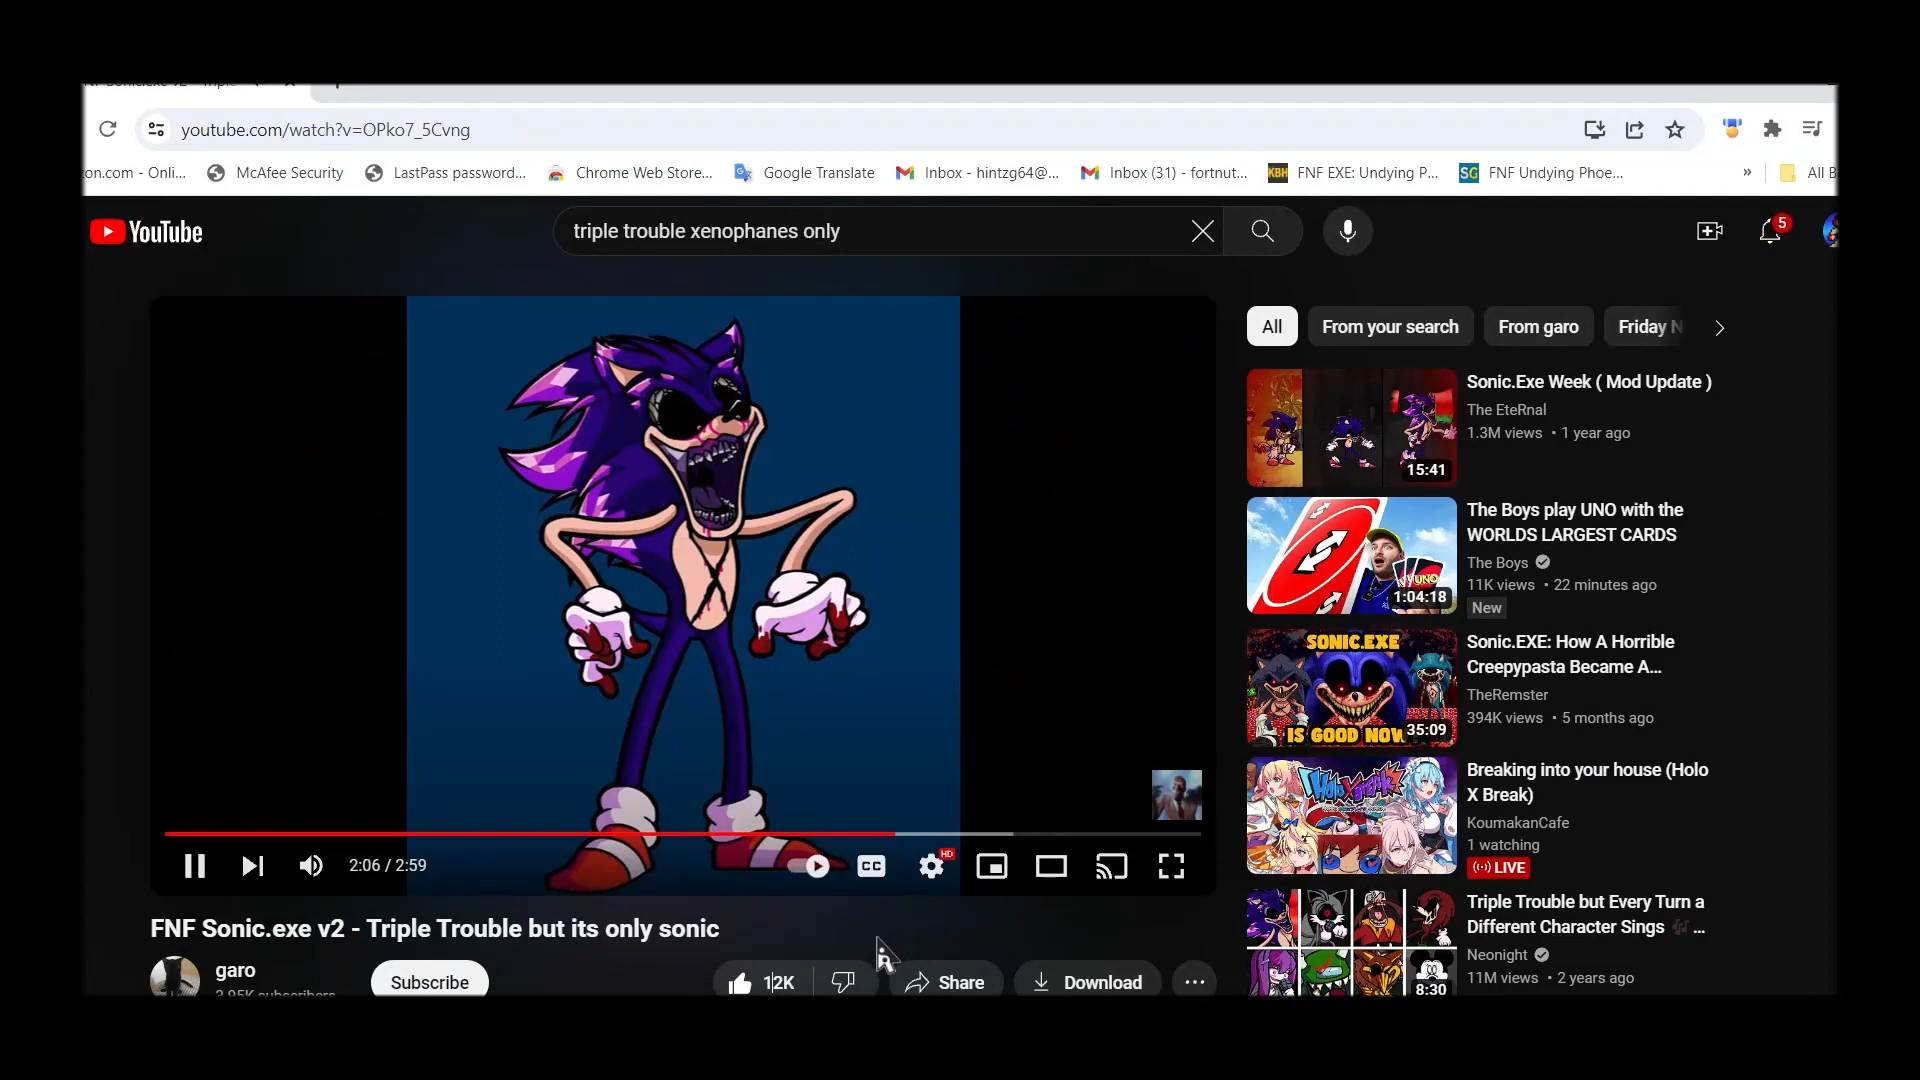 youtube.com/watch?v=OPko7_5Cvng
on.com - Onli...
McAfee Security
LastPass password...
Chrome Web Store...
Google Translate
Inbox - hintzg64@...
Inbox (31) - fortnut...
KBH
FNF EXE: Undying P...
SG
FNF Undying Phoe...
»
All B
YouTube
triple trouble xenophanes only
5
All
From your search
From garo
Friday N
Sonic.Exe Week ( Mod Update )
The EteRnal
1.3M views • 1 year ago
15:41
The Boys play UNO with the
WORLDS LARGEST CARDS
The Boys
11K views • 22 minutes ago
New
UNO
1:04:18
SONIC.EXE
IS GOOD NOW
35:09
Sonic.EXE: How A Horrible
Creepypasta Became A...
TheRemster
394K views • 5 months ago
Breaking into your house (Holo
X Break)
KoumakanCafe
1 watching
LIVE
Triple Trouble but Every Turn a
Different Character Sings 🎶 ...
Neonight
11M views • 2 years ago
8:30
2:06 / 2:59
CC
HD
FNF Sonic.exe v2 - Triple Trouble but its only sonic
garo
3.95K subscribers
Subscribe
12K
Share
Download